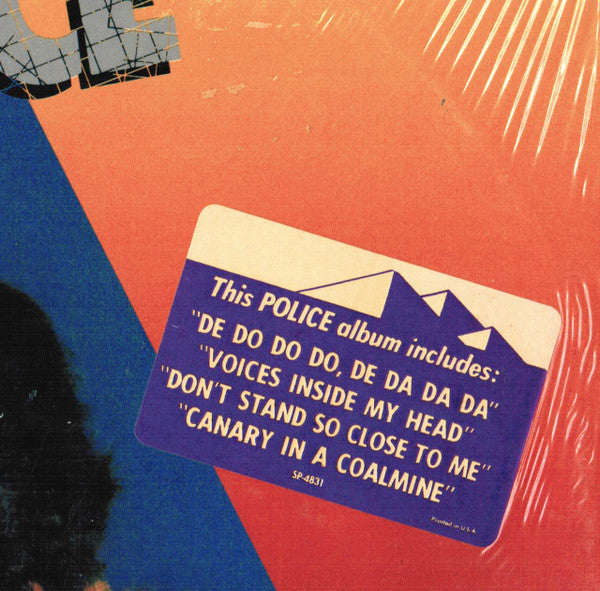 CE
This POLICE album includes:
"DE DO DO DO, DE DA DA DA"
"VOICES INSIDE MY HEAD"
"DON'T STAND SO CLOSE TO ME"
"CANARY IN A COALMINE"
SP-4831
Printed in U.S.A.